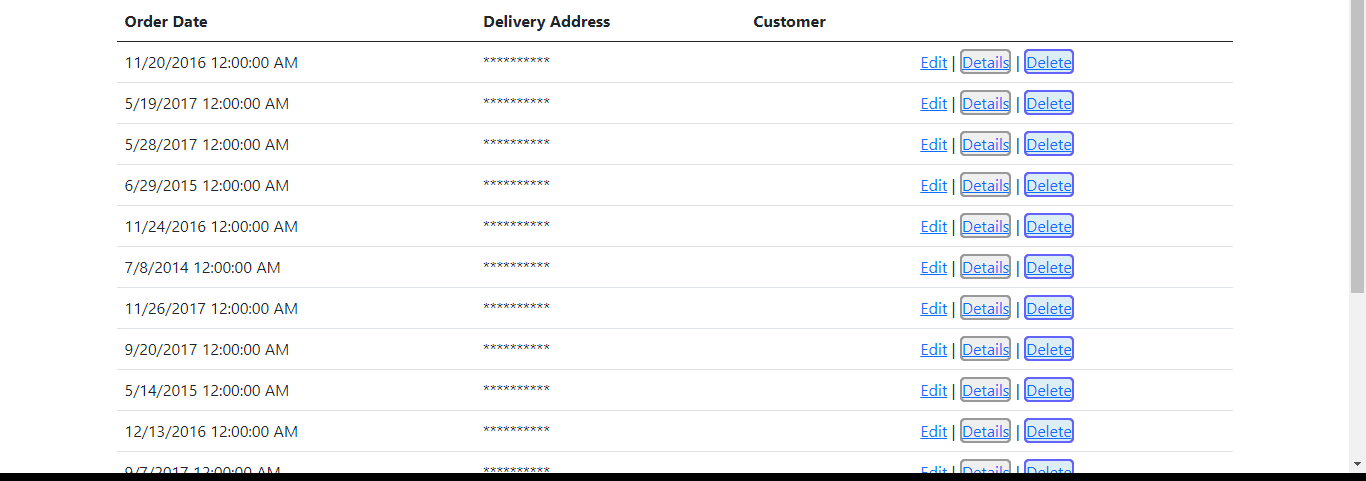 Order Date Delivery Address Customer
11/20/2016 12:00:00 AM ********** Edit | Details | Delete
5/19/2017 12:00:00 AM ********** Edit | Details | Delete
5/28/2017 12:00:00 AM ********** Edit | Details | Delete
6/29/2015 12:00:00 AM ********** Edit | Details | Delete
11/24/2016 12:00:00 AM ********** Edit | Details | Delete
7/8/2014 12:00:00 AM ********** Edit | Details | Delete
11/26/2017 12:00:00 AM ********** Edit | Details | Delete
9/20/2017 12:00:00 AM ********** Edit | Details | Delete
5/14/2015 12:00:00 AM ********** Edit | Details | Delete
12/13/2016 12:00:00 AM ********** Edit | Details | Delete
9/7/2017 12:00:00 AM ********** Edit | Details | Delete